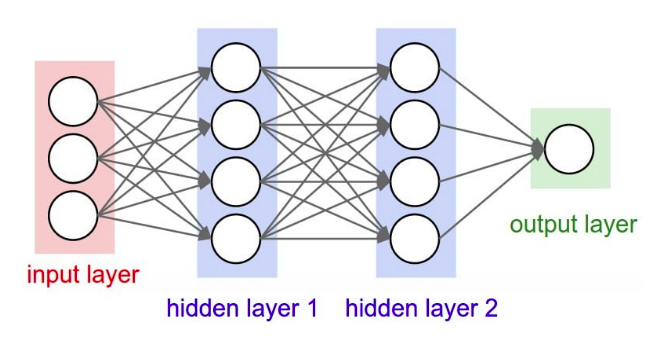 input layer
hidden layer 1
hidden layer 2
output layer